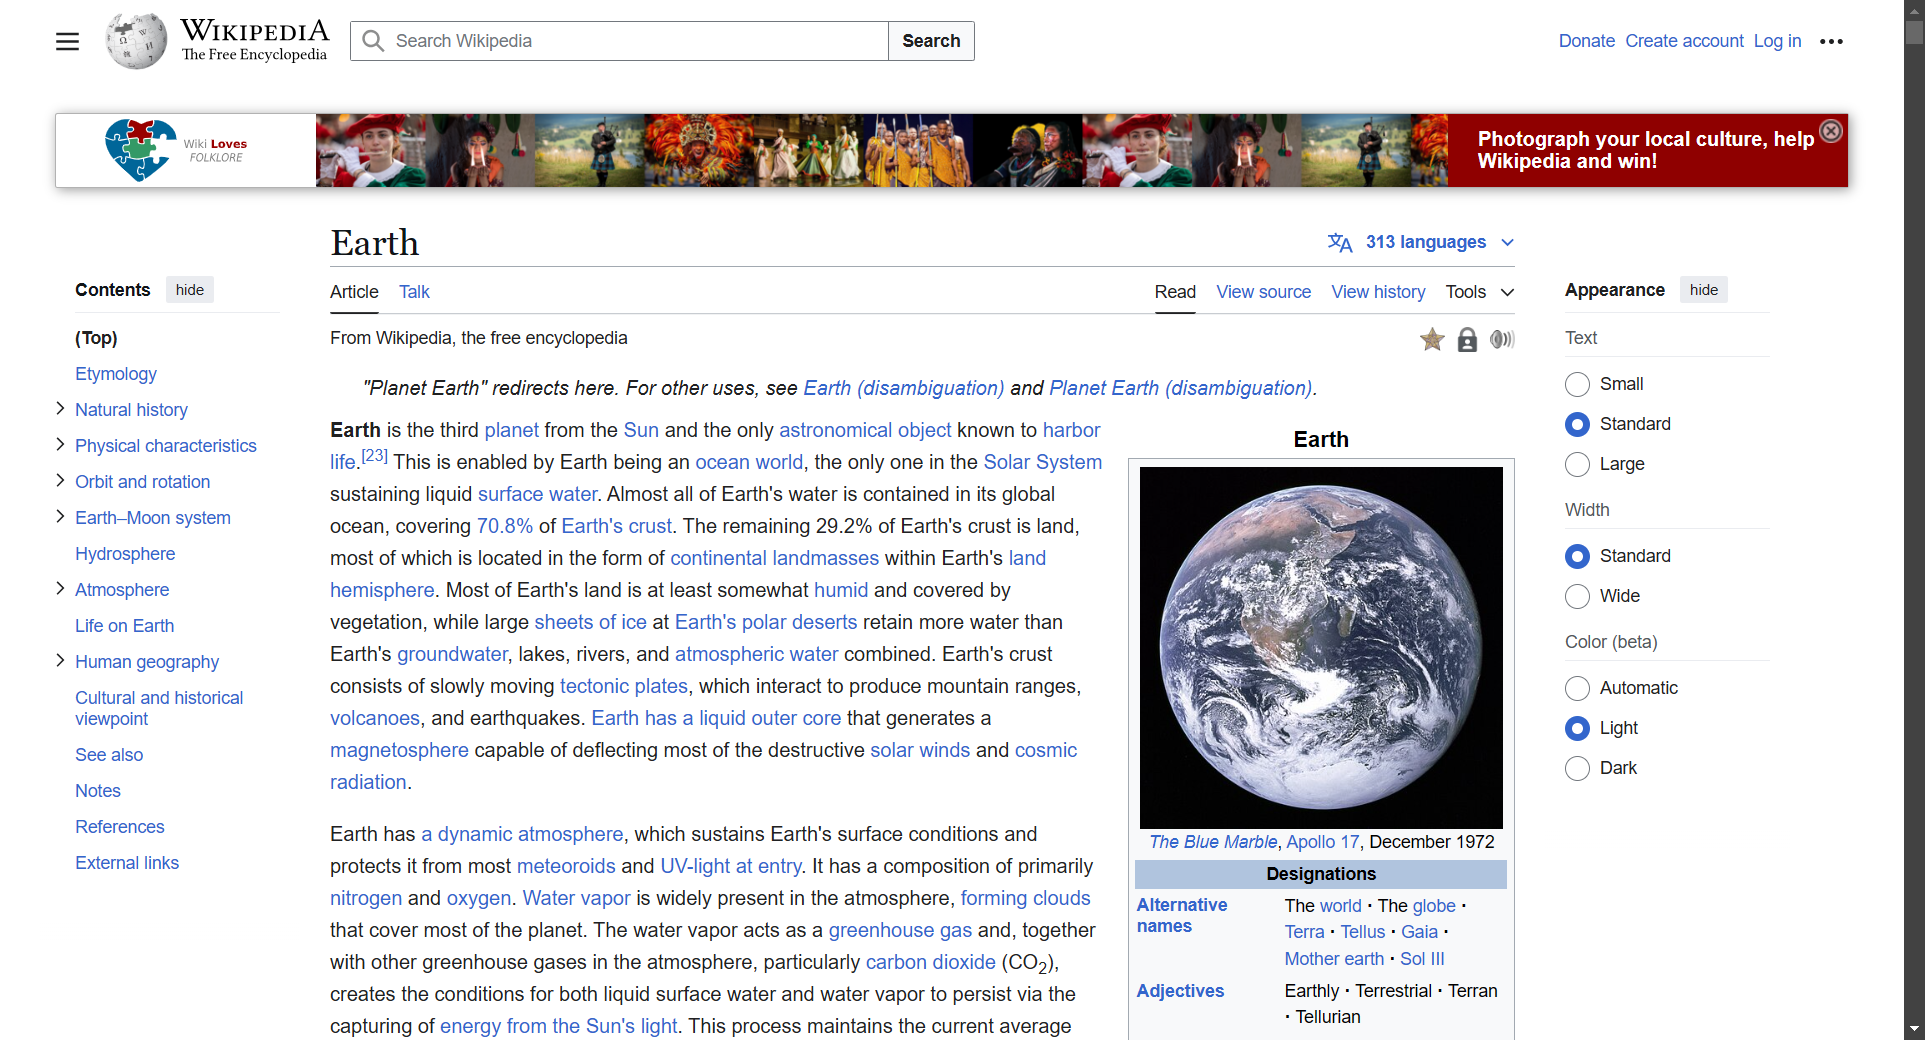 WIKIPEDIA
The Free Encyclopedia
Search Wikipedia
Search
Donate Create account Log in
Wiki Loves
FOLKLORE
Photograph your local culture, help
Wikipedia and win!
Earth
313 languages
Contents hide
(Top)
Etymology
Natural history
Physical characteristics
Orbit and rotation
Earth–Moon system
Hydrosphere
Atmosphere
Life on Earth
Human geography
Cultural and historical
viewpoint
See also
Notes
References
External links
Article Talk
Read View source View history Tools
From Wikipedia, the free encyclopedia
"Planet Earth" redirects here. For other uses, see Earth (disambiguation) and Planet Earth (disambiguation).
Earth is the third planet from the Sun and the only astronomical object known to harbor
life.[23] This is enabled by Earth being an ocean world, the only one in the Solar System
sustaining liquid surface water. Almost all of Earth's water is contained in its global
ocean, covering 70.8% of Earth's crust. The remaining 29.2% of Earth's crust is land,
most of which is located in the form of continental landmasses within Earth's land
hemisphere. Most of Earth's land is at least somewhat humid and covered by
vegetation, while large sheets of ice at Earth's polar deserts retain more water than
Earth's groundwater, lakes, rivers, and atmospheric water combined. Earth's crust
consists of slowly moving tectonic plates, which interact to produce mountain ranges,
volcanoes, and earthquakes. Earth has a liquid outer core that generates a
magnetosphere capable of deflecting most of the destructive solar winds and cosmic
radiation.
Earth has a dynamic atmosphere, which sustains Earth's surface conditions and
protects it from most meteoroids and UV-light at entry. It has a composition of primarily
nitrogen and oxygen. Water vapor is widely present in the atmosphere, forming clouds
that cover most of the planet. The water vapor acts as a greenhouse gas and, together
with other greenhouse gases in the atmosphere, particularly carbon dioxide (CO2),
creates the conditions for both liquid surface water and water vapor to persist via the
capturing of energy from the Sun's light. This process maintains the current average
Earth
The Blue Marble, Apollo 17, December 1972
Designations
Alternative
names
The world · The globe ·
Terra · Tellus · Gaia ·
Mother earth · Sol III
Adjectives
Earthly · Terrestrial · Terran
· Tellurian
Appearance hide
Text
Small
Standard
Large
Width
Standard
Wide
Color (beta)
Automatic
Light
Dark